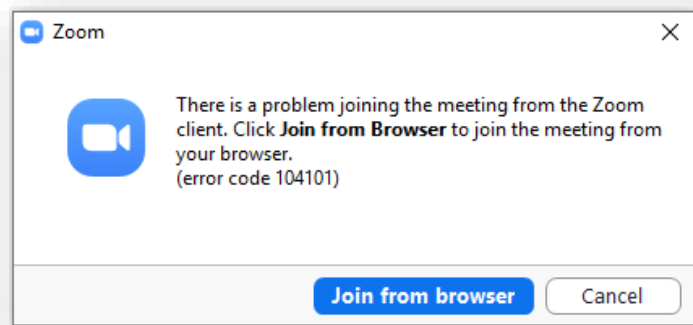 Zoom
There is a problem joining the meeting from the Zoom
client. Click Join from Browser to join the meeting from
your browser.
(error code 104101)
Join from browser
Cancel